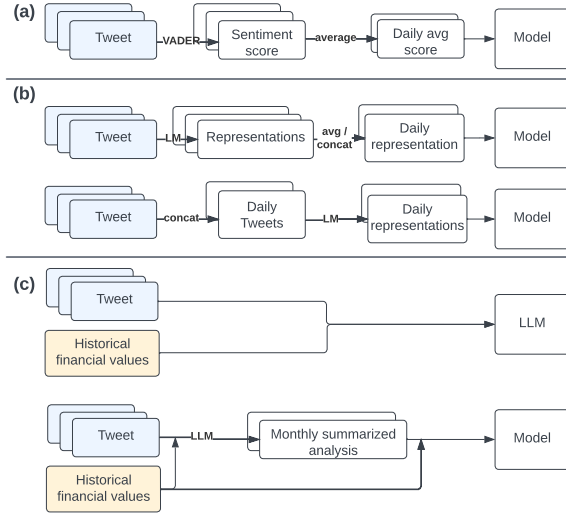 (a)
Tweet
VADER
Sentiment
score
average
Daily avg
score
Model
(b)
Tweet
LM
Representations
avg /
concat
Daily
representation
Model
Tweet
concat
Daily
Tweets
LM
Daily
representations
Model
(c)
Tweet
Historical
financial values
LLM
Tweet
LLM
Monthly summarized
analysis
Model
Historical
financial values